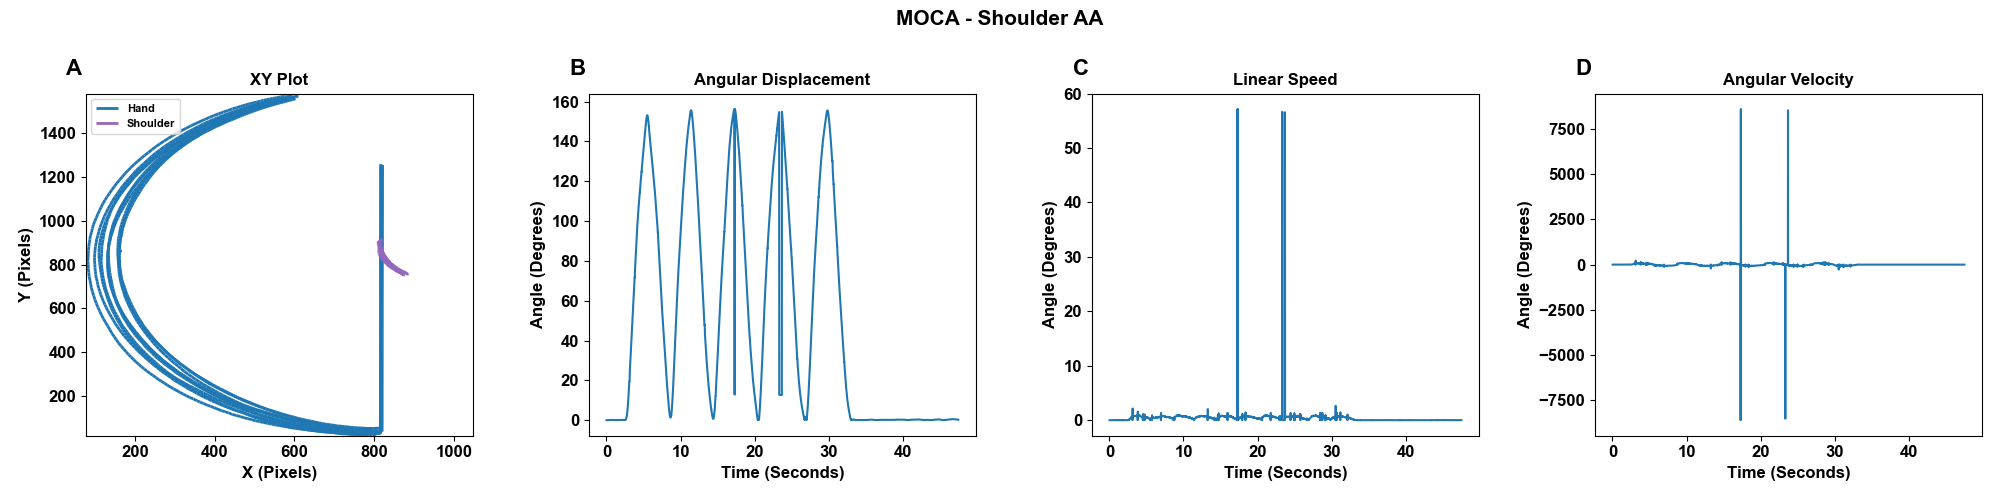 MOCA - Shoulder AA
A
XY Plot
Hand
Shoulder
1400
1200
1000
800
600
400
200
Y (Pixels)
200 400 600 800 1000
X (Pixels)
B
Angular Displacement
160
140
120
100
80
60
40
20
0
Angle (Degrees)
0 10 20 30 40
Time (Seconds)
C
Linear Speed
60
50
40
30
20
10
0
Angle (Degrees)
0 10 20 30 40
Time (Seconds)
D
Angular Velocity
7500
5000
2500
0
−2500
−5000
−7500
Angle (Degrees)
0 10 20 30 40
Time (Seconds)